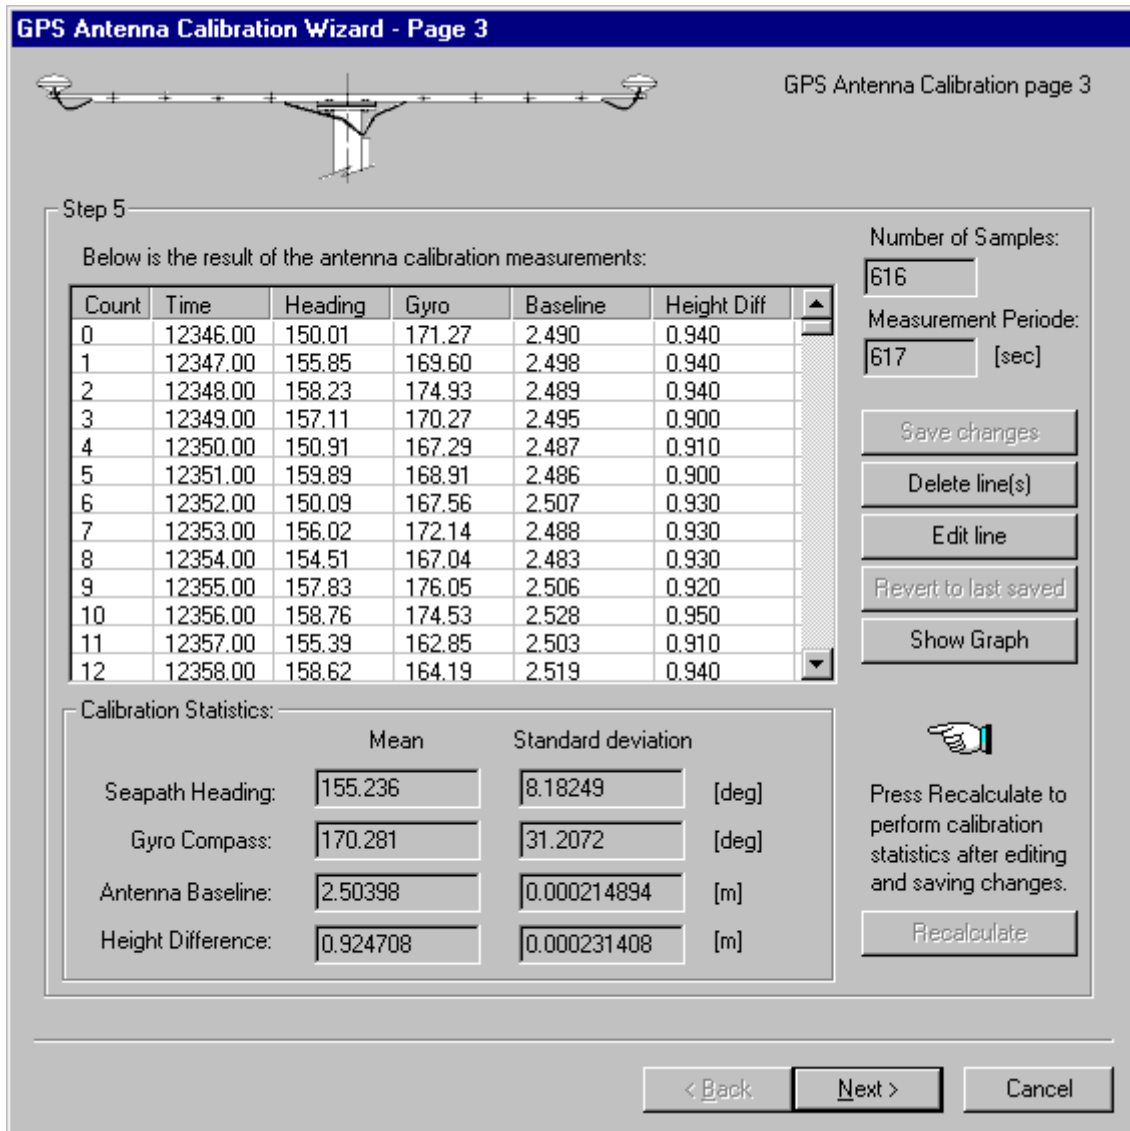 GPS Antenna Calibration Wizard - Page 3
GPS Antenna Calibration page 3
Step 5
Below is the result of the antenna calibration measurements:
Count Time Heading Gyro Baseline Height Diff
0 12346.00 150.01 171.27 2.490 0.940
1 12347.00 155.85 169.60 2.498 0.940
2 12348.00 158.23 174.93 2.489 0.940
3 12349.00 157.11 170.27 2.495 0.900
4 12350.00 150.91 167.29 2.487 0.910
5 12351.00 159.89 168.91 2.486 0.900
6 12352.00 150.09 167.56 2.507 0.930
7 12353.00 156.02 172.14 2.488 0.930
8 12354.00 154.51 167.04 2.483 0.930
9 12355.00 157.83 176.05 2.506 0.920
10 12356.00 158.76 174.53 2.528 0.950
11 12357.00 155.39 162.85 2.503 0.910
12 12358.00 158.62 164.19 2.519 0.940
Number of Samples:
616
Measurement Periode:
617 [sec]
Save changes
Delete line(s)
Edit line
Revert to last saved
Show Graph
Calibration Statistics:
Mean Standard deviation
Seapath Heading: 155.236 8.18249 [deg]
Gyro Compass: 170.281 31.2072 [deg]
Antenna Baseline: 2.50398 0.000214894 [m]
Height Difference: 0.924708 0.000231408 [m]
Press Recalculate to
perform calibration
statistics after editing
and saving changes.
Recalculate
< Back
Next >
Cancel